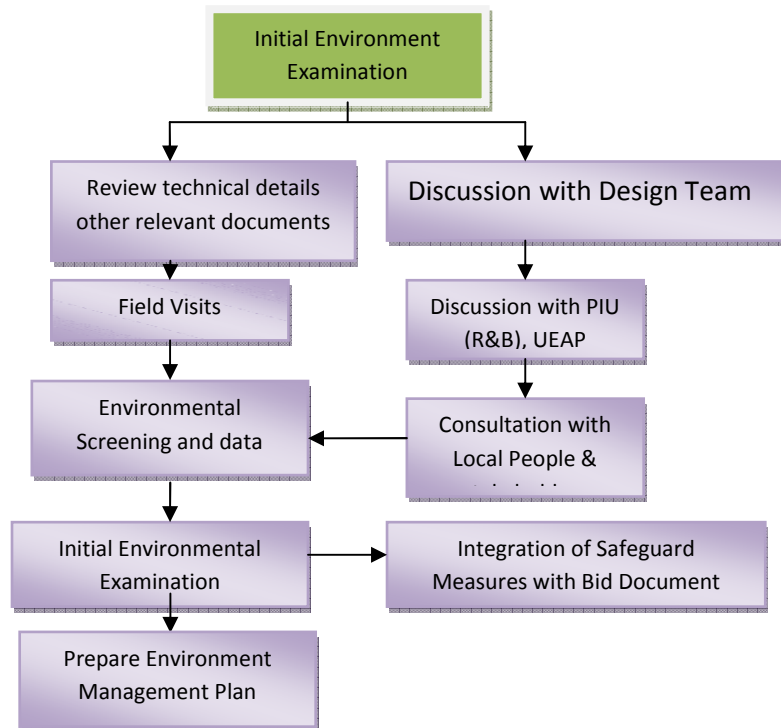 Initial Environment
Examination
Review technical details
other relevant documents
Discussion with Design Team
Field Visits
Discussion with PIU
(R&B), UEAP
Environmental
Screening and data
Consultation with
Local People &
Initial Environmental
Examination
Integration of Safeguard
Measures with Bid Document
Prepare Environment
Management Plan